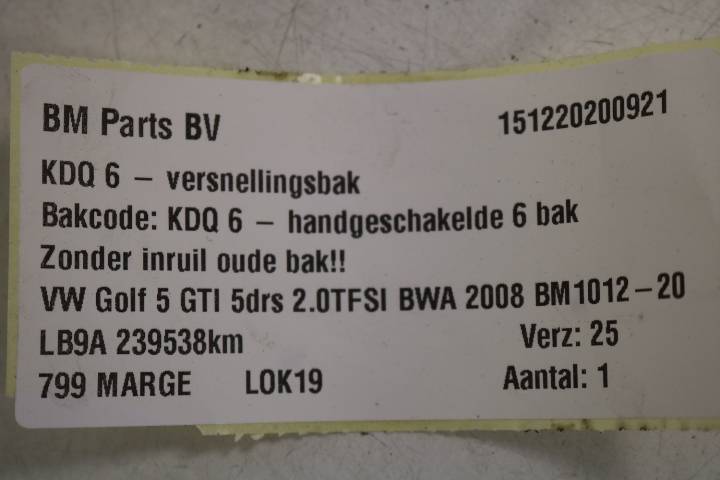 BM Parts BV 151220200921
KDQ 6 - versnellingsbak
Bakcode: KDQ 6 - handgeschakelde 6 bak
Zonder inruil oude bak!!
VW Golf 5 GTI 5drs 2.0TFSI BWA 2008 BM1012-20
LB9A 239538km Verz: 25
799 MARGE LOK19 Aantal: 1